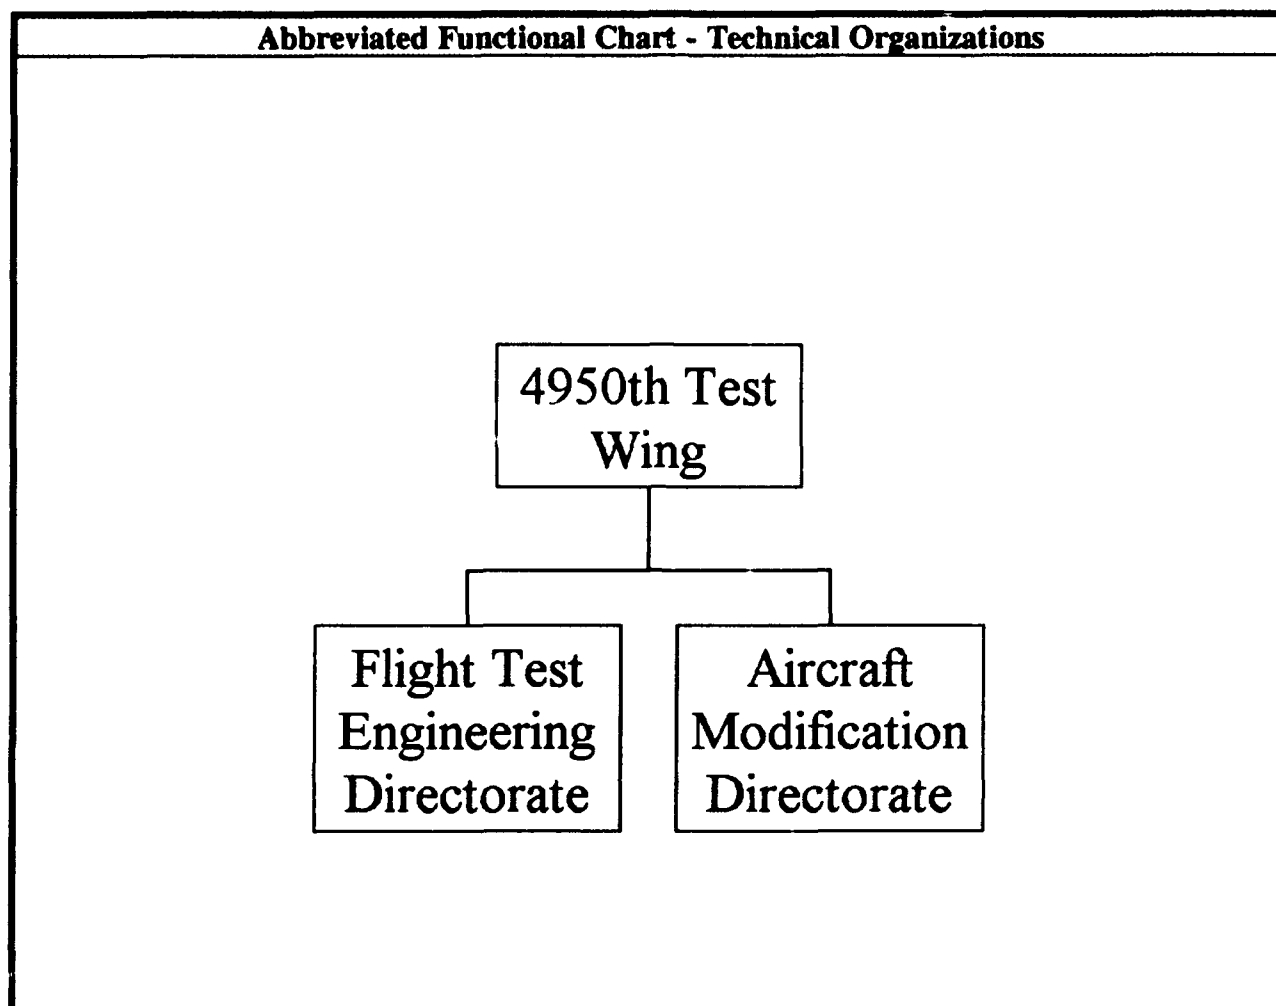 Abbreviated Functional Chart - Technical Organizations
4950th Test
Wing
Flight Test
Engineering
Directorate
Aircraft
Modification
Directorate